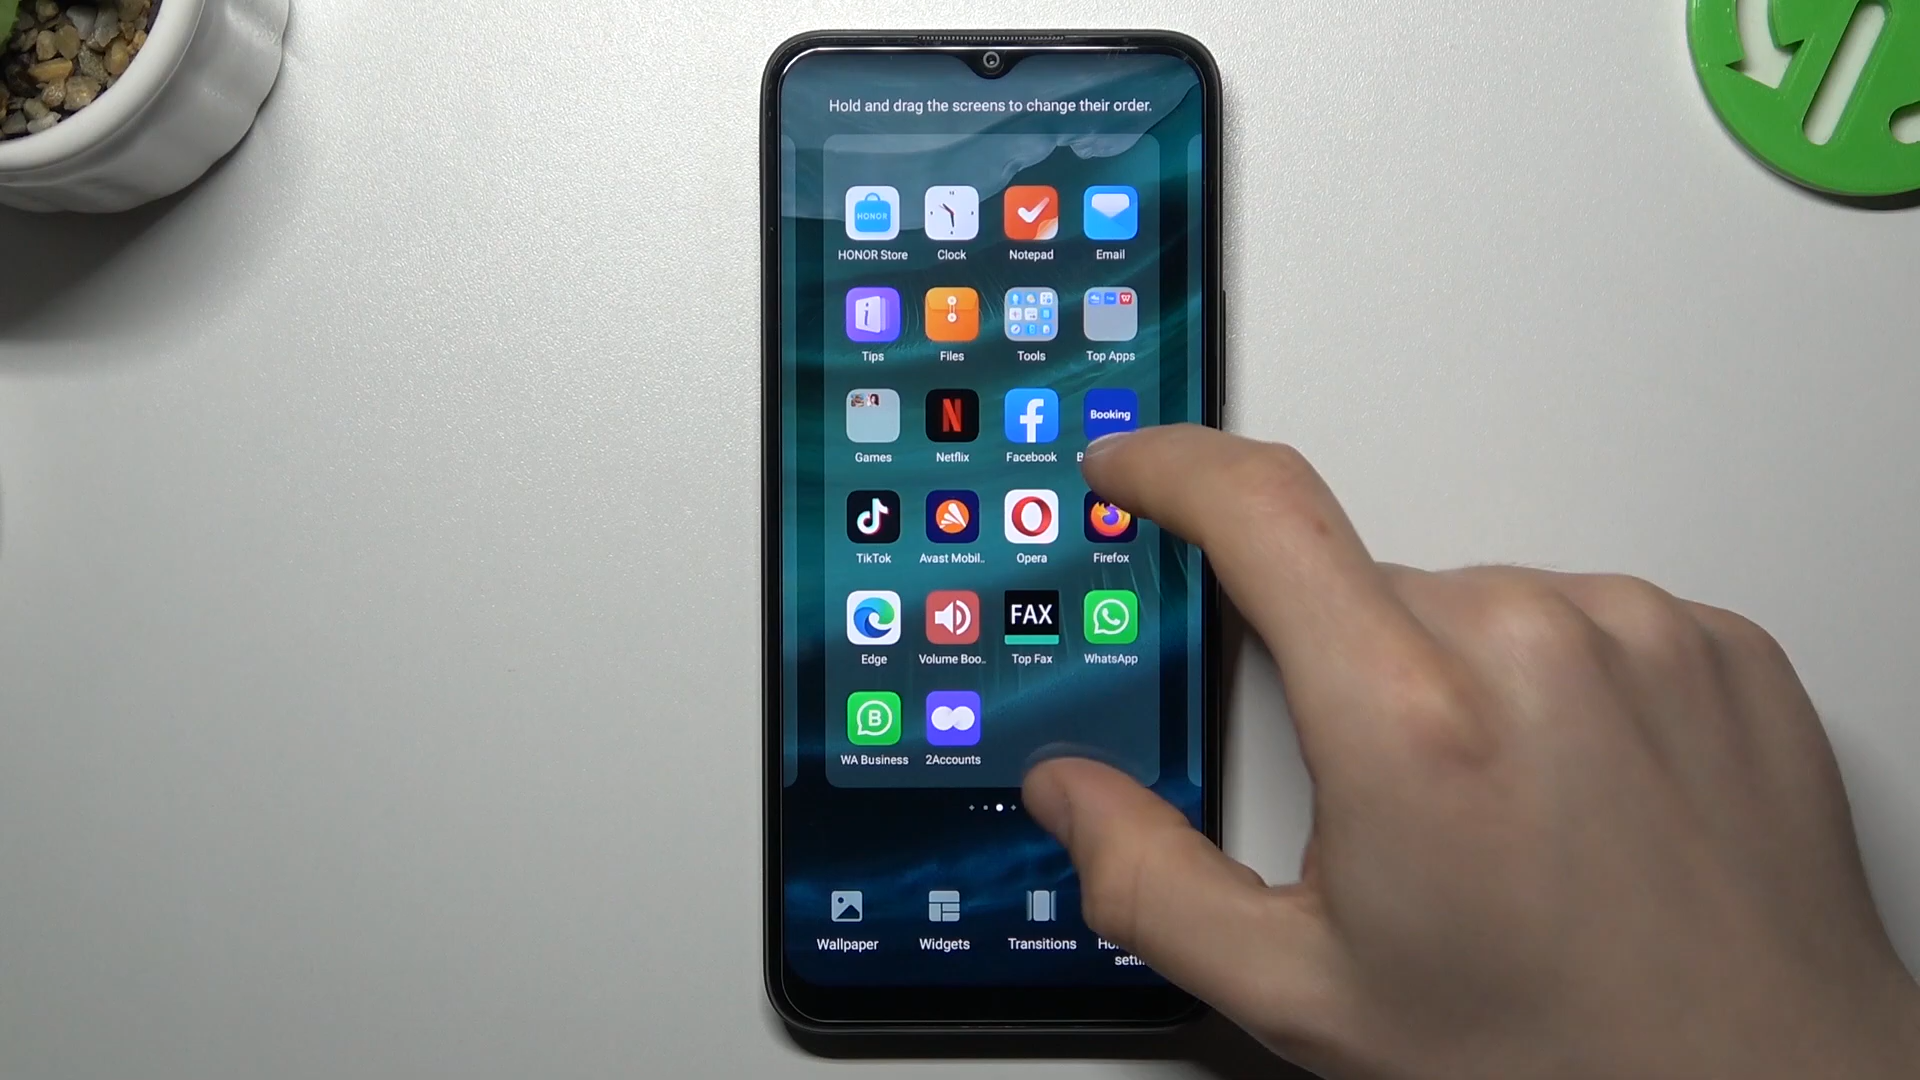 Hold and drag the screens to change their order.
HONOR
HONOR Store
Clock
Notepad
Email
Tips
Files
Tools
Top Apps
Booking
Games
Netflix
Facebook
TikTok
Avast Mobil..
Opera
Firefox
FAX
Edge
Volume Boo..
Top Fax
WhatsApp
B
WA Business
2Accounts
Wallpaper
Widgets
Transitions